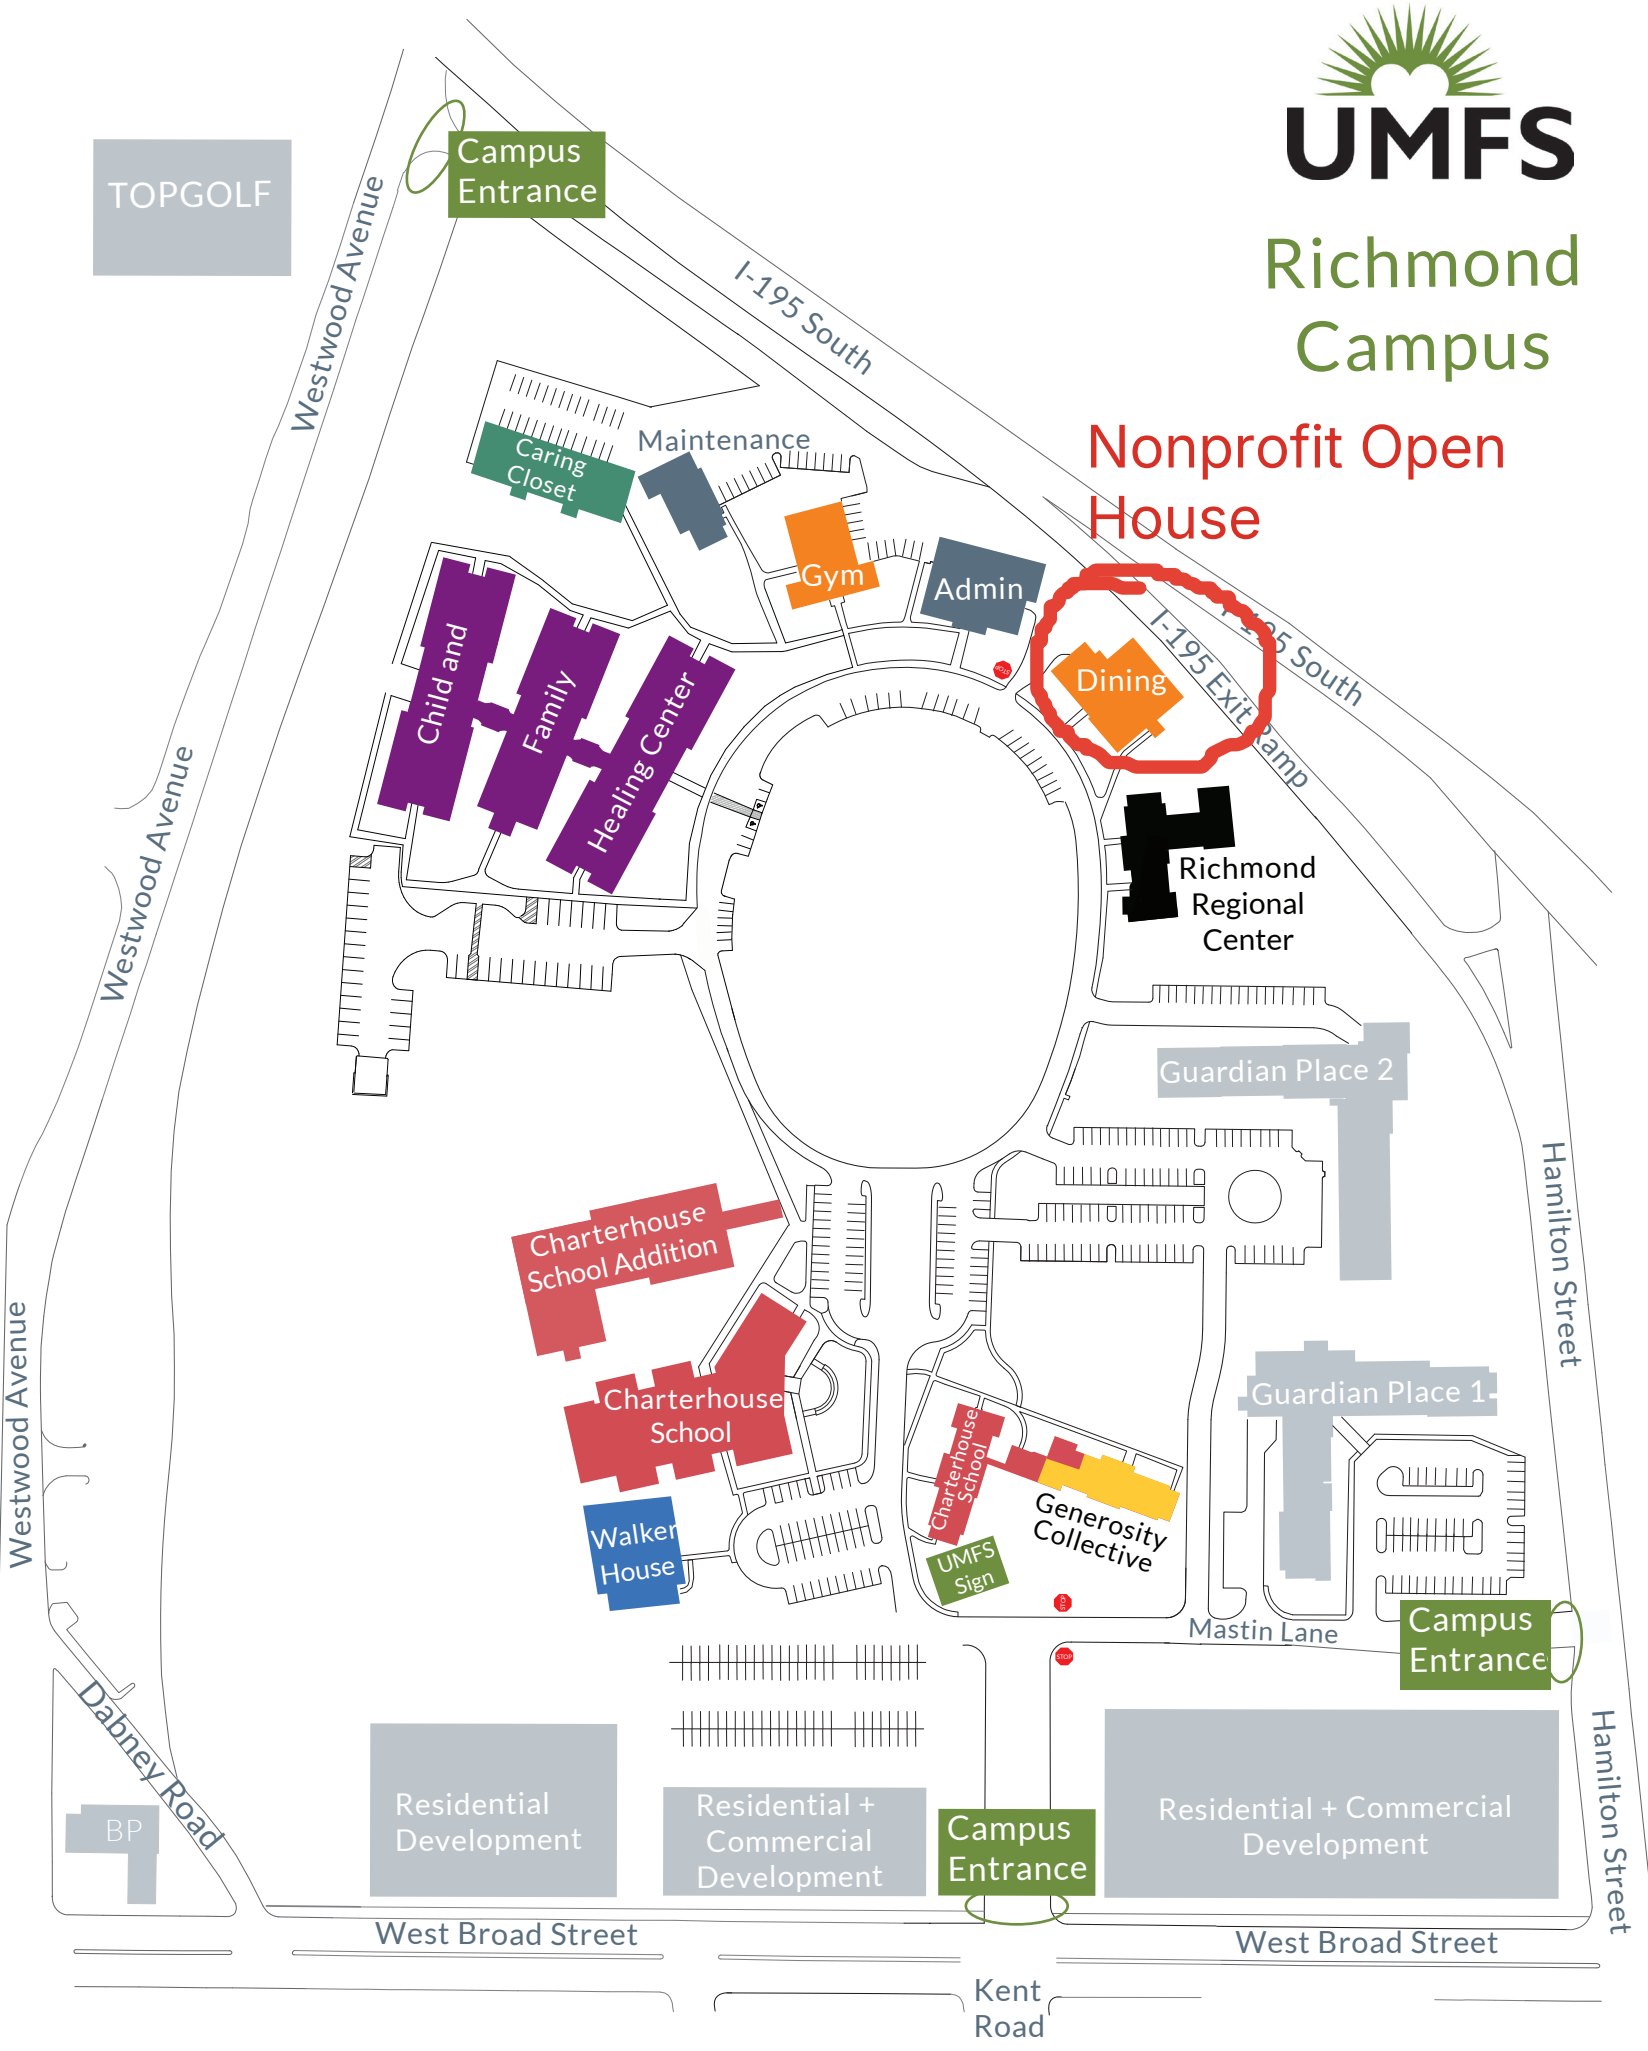 UMFS
Richmond
Campus
Nonprofit Open
House
TOPGOLF
Campus
Entrance
Westwood Avenue
I-195 South
Maintenance
Caring
Closet
Gym
Admin
STOP
Dining
I-195 South
I-195 Exit Ramp
Child and
Family
Healing Center
Westwood Avenue
Richmond
Regional
Center
Guardian Place 2
Hamilton Street
Charterhouse
School Addition
Charterhouse
School
Westwood Avenue
Guardian Place 1
Charterhouse
School
Generosity
Collective
Walker
House
UMFS
Sign
STOP
Mastin Lane
STOP
Campus
Entrance
Dabney Road
BP
Residential
Development
Residential +
Commercial
Development
Campus
Entrance
Residential + Commercial
Development
Hamilton Street
West Broad Street
West Broad Street
Kent
Road